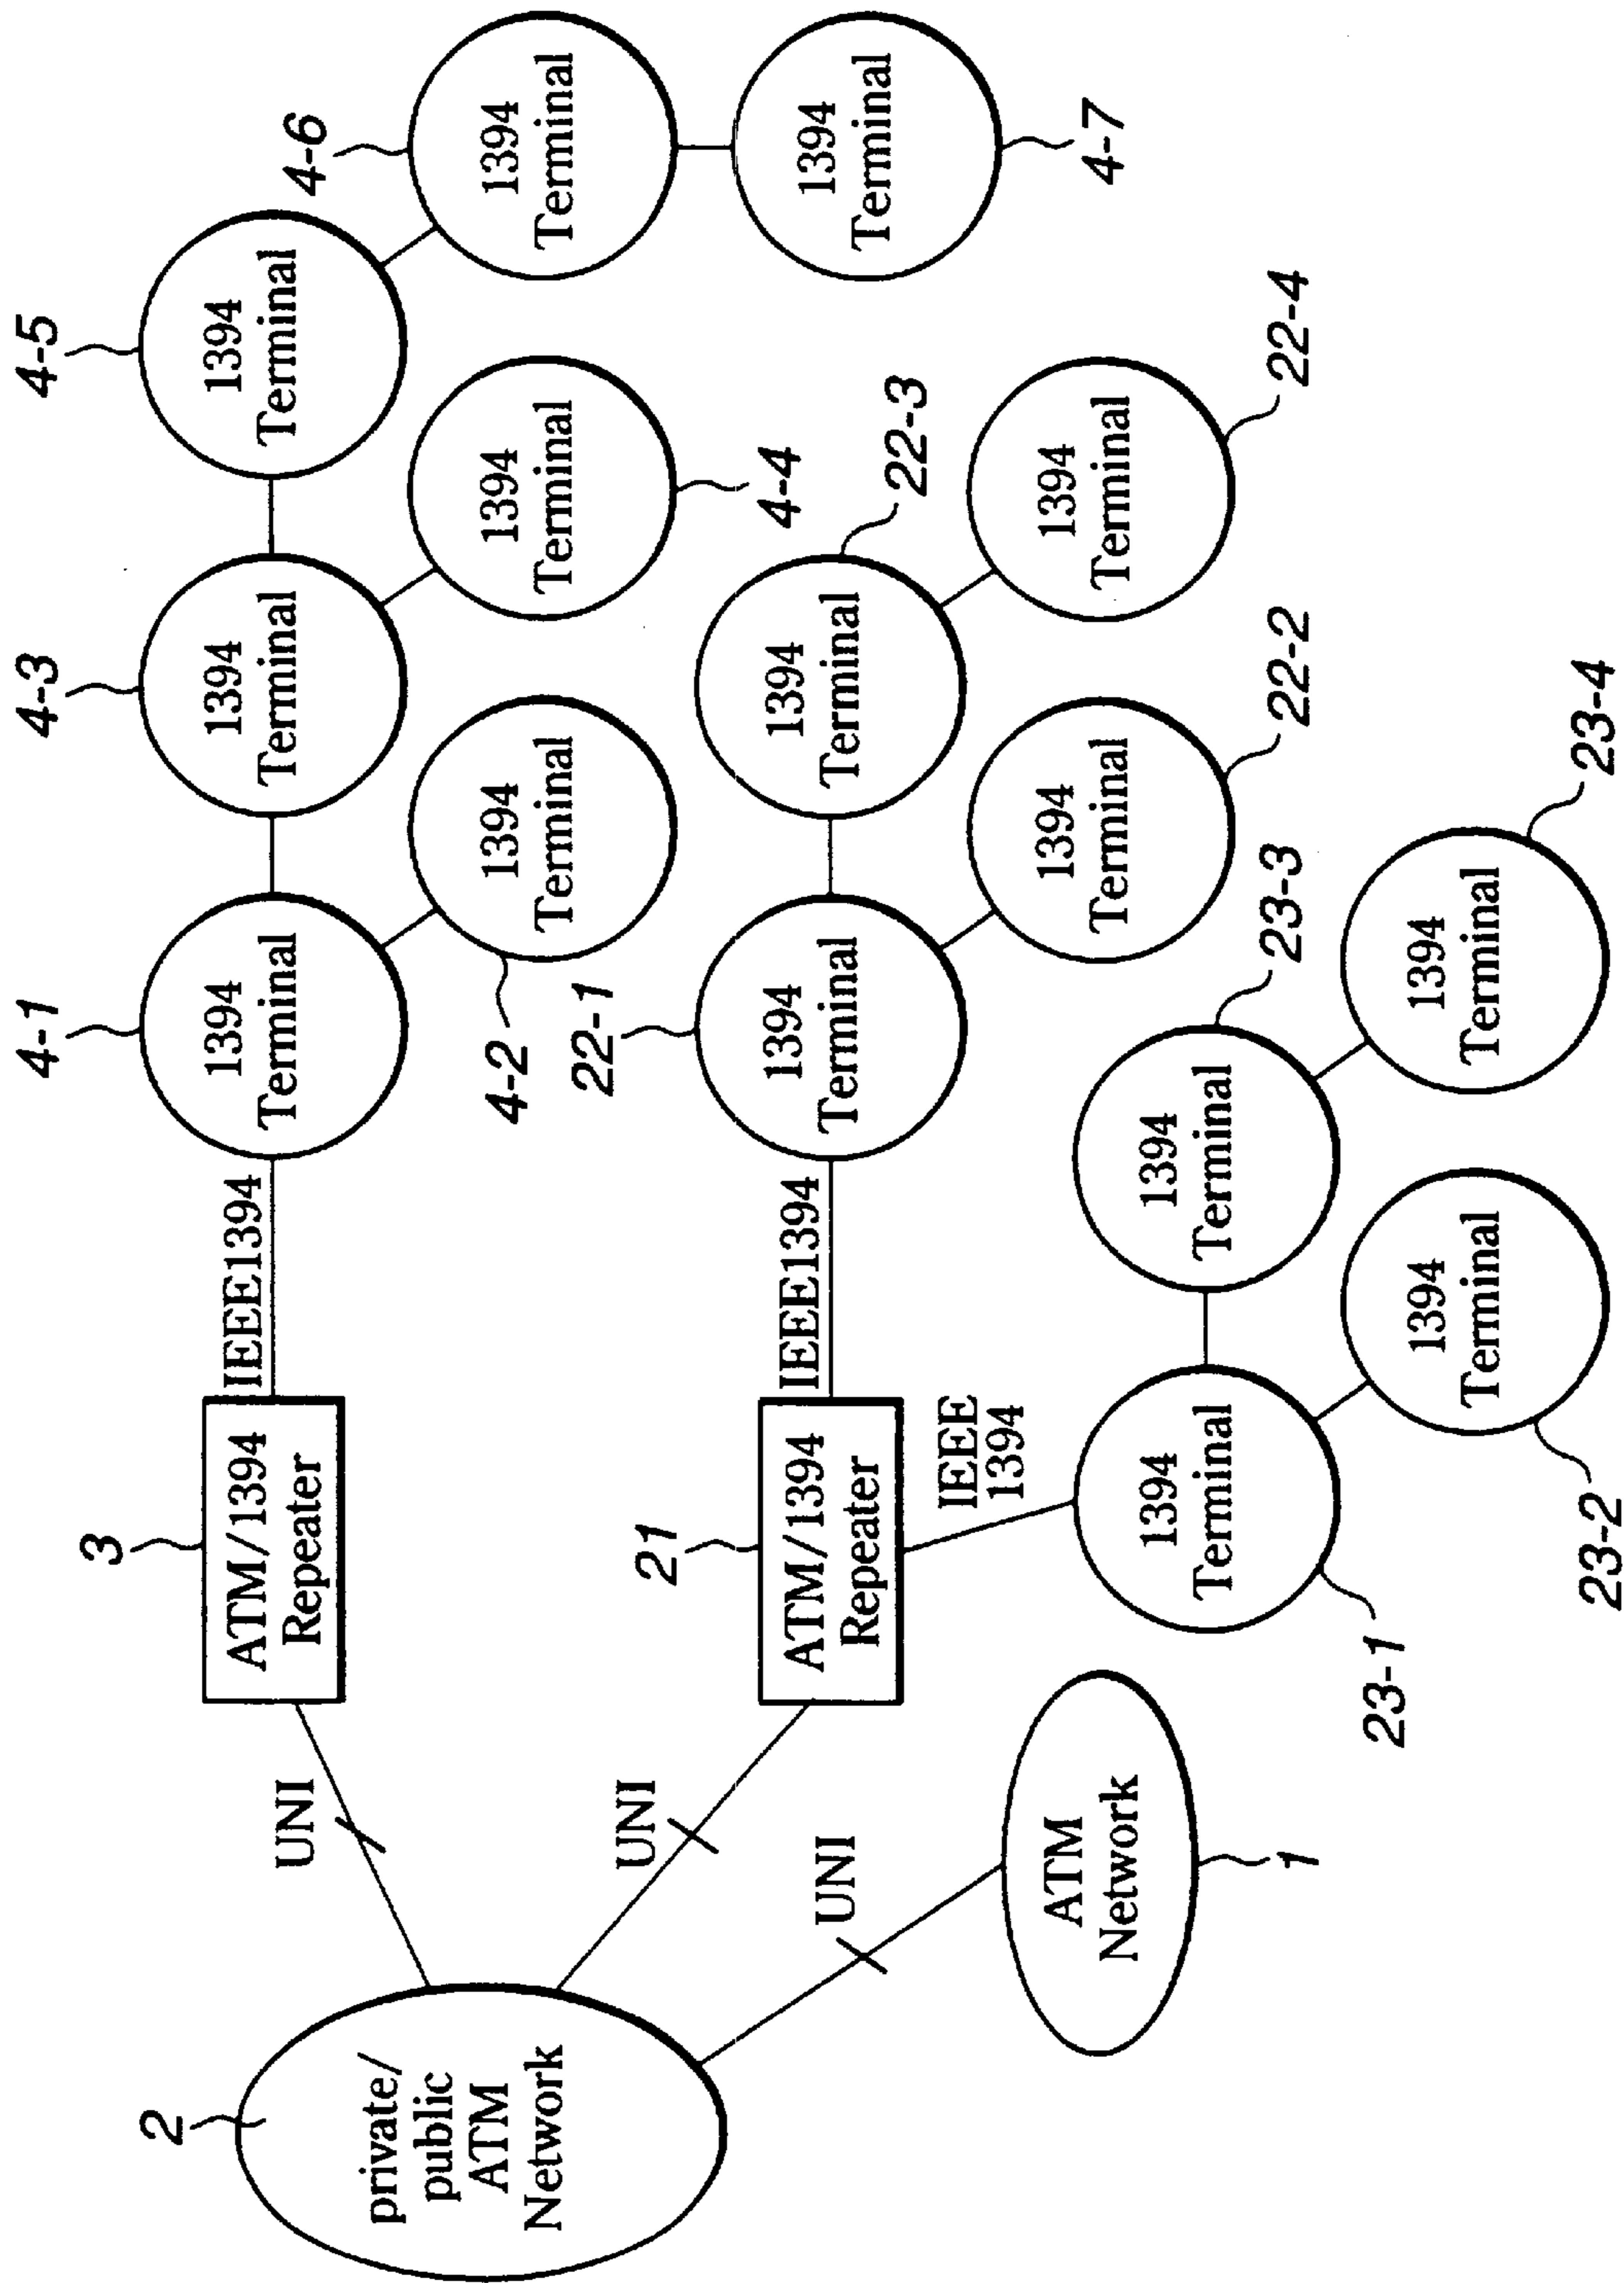 4-1
4-3
4-5
3
2
ATM/1394
Repeater
IEEE1394
1394
Terminal
1394
Terminal
1394
Terminal
4-6
UNI
private/
public
ATM
Network
1394
Terminal
1394
Terminal
1394
Terminal
4-2
22-1
UNI
21
4-4
22-3
ATM/1394
Repeater
IEEE1394
1394
Terminal
1394
Terminal
1394
Terminal
4-7
UNI
IEEE
1394
1394
Terminal
1394
Terminal
22-2
22-4
ATM
Network
1
1394
Terminal
1394
Terminal
23-3
23-1
1394
Terminal
1394
Terminal
23-2
23-4